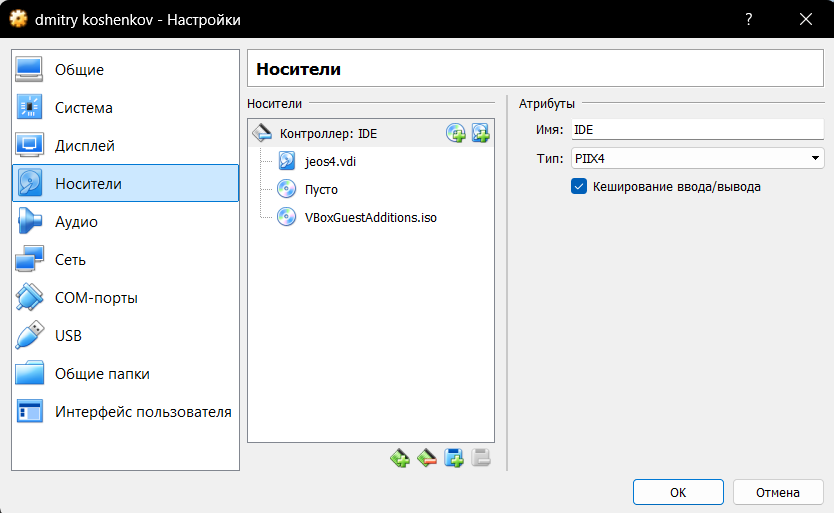 dmitry koshenkov - Настройки
?
Общие
Система
Дисплей
Носители
Аудио
Сеть
COM-порты
USB
Общие папки
Интерфейс пользователя
Носители
Носители
Контроллер: IDE
jeos4.vdi
Пусто
VBoxGuestAdditions.iso
Атрибуты
Имя: IDE
Тип: PIIX4
Кеширование ввода/вывода
OK
Отмена